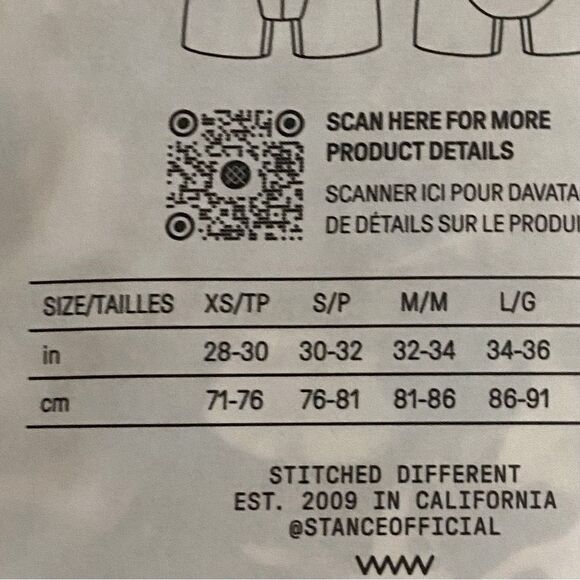 SCAN HERE FOR MORE
PRODUCT DETAILS
SCANNER ICI POUR DAVATA
DE DÉTAILS SUR LE PRODUI
SIZE/TAILLES XS/TP S/P M/M L/G
in 28-30 30-32 32-34 34-36
cm 71-76 76-81 81-86 86-91
STITCHED DIFFERENT
EST. 2009 IN CALIFORNIA
@STANCEOFFICIAL